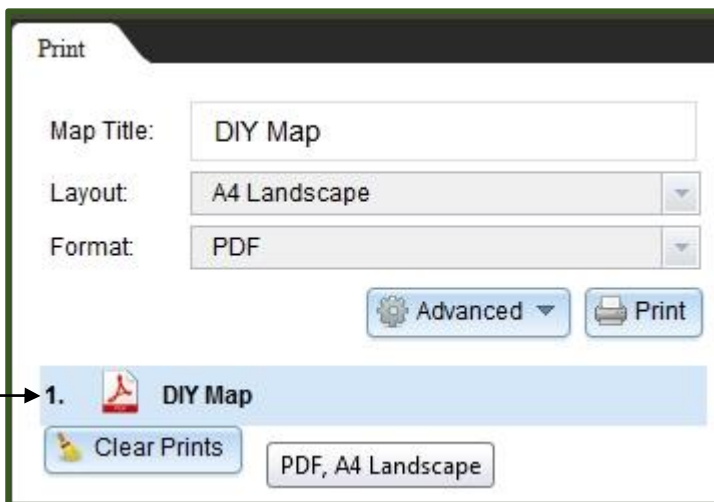 Print
Map Title: DIY Map
Layout: A4 Landscape
Format: PDF
Advanced Print
1. PDF DIY Map
Clear Prints
PDF, A4 Landscape